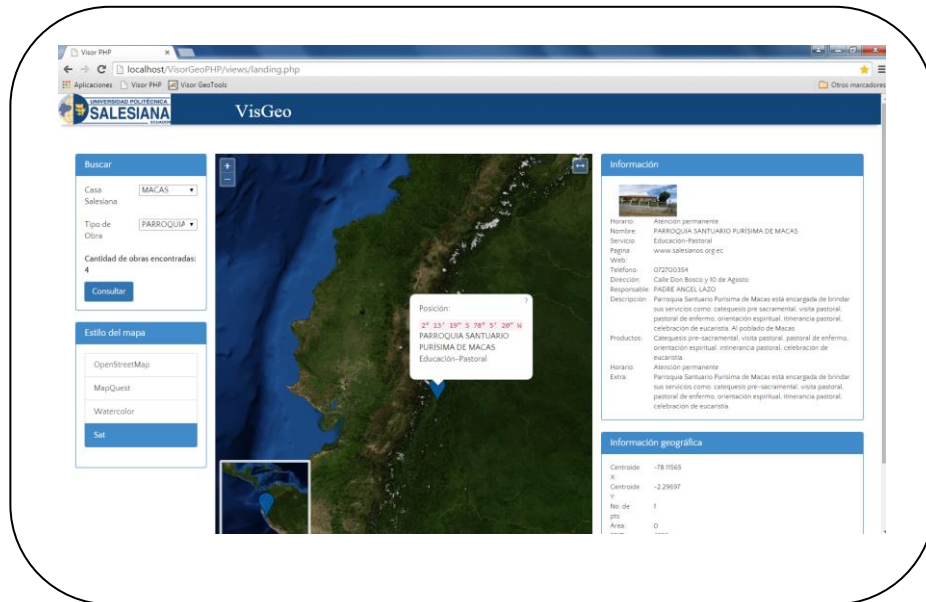 Visor PHP
localhost/VisorGeoPHP/views/landing.php
Aplicaciones Visor PHP Visor GeoTools Otros marcadores
UNIVERSIDAD POLITÉCNICA
SALESIANA
ECUADOR
VisGeo
Buscar
Casa Salesiana MACAS
Tipo de Obra PARROQUIA
Cantidad de obras encontradas:
4
Consultar
Estilo del mapa
OpenStreetMap
MapQuest
Watercolor
Sat
+
−
Posición:
2° 13′ 19″ S 78° 5′ 20″ W
PARROQUIA SANTUARIO
PURÍSIMA DE MACAS
Educación-Pastoral
Información
Horario: Atención permanente
Nombre: PARROQUIA SANTUARIO PURÍSIMA DE MACAS
Servicio: Educación-Pastoral
Pagina Web: www.salesianos.org.ec
Teléfono: 072700354
Dirección: Calle Don Bosco y 10 de Agosto
Responsable: PADRE ANGEL LAZO
Descripción: Parroquia Santuario Purísima de Macas está encargada de brindar
sus servicios como: catequesis pre sacramental, visita pastoral,
pastoral de enfermo, orientación espiritual, itinerancia pastoral,
celebración de eucaristía. Al poblado de Macas
Productos: Catequesis pre-sacramental, visita pastoral, pastoral de enfermo,
orientación espiritual, intinerancia pastoral, celebración de
eucaristía.
Horario: Atención permanente
Extra: Parroquia Santuario Purísima de Macas está encargada de brindar
sus servicios como: catequesis pre-sacramental, visita pastoral,
pastoral de enfermo, orientación espiritual, itinerancia pastoral,
celebración de eucaristía.
Información geográfica
Centroide X: -78.11565
Centroide Y: -2.29697
No. de pts: 1
Area: 0